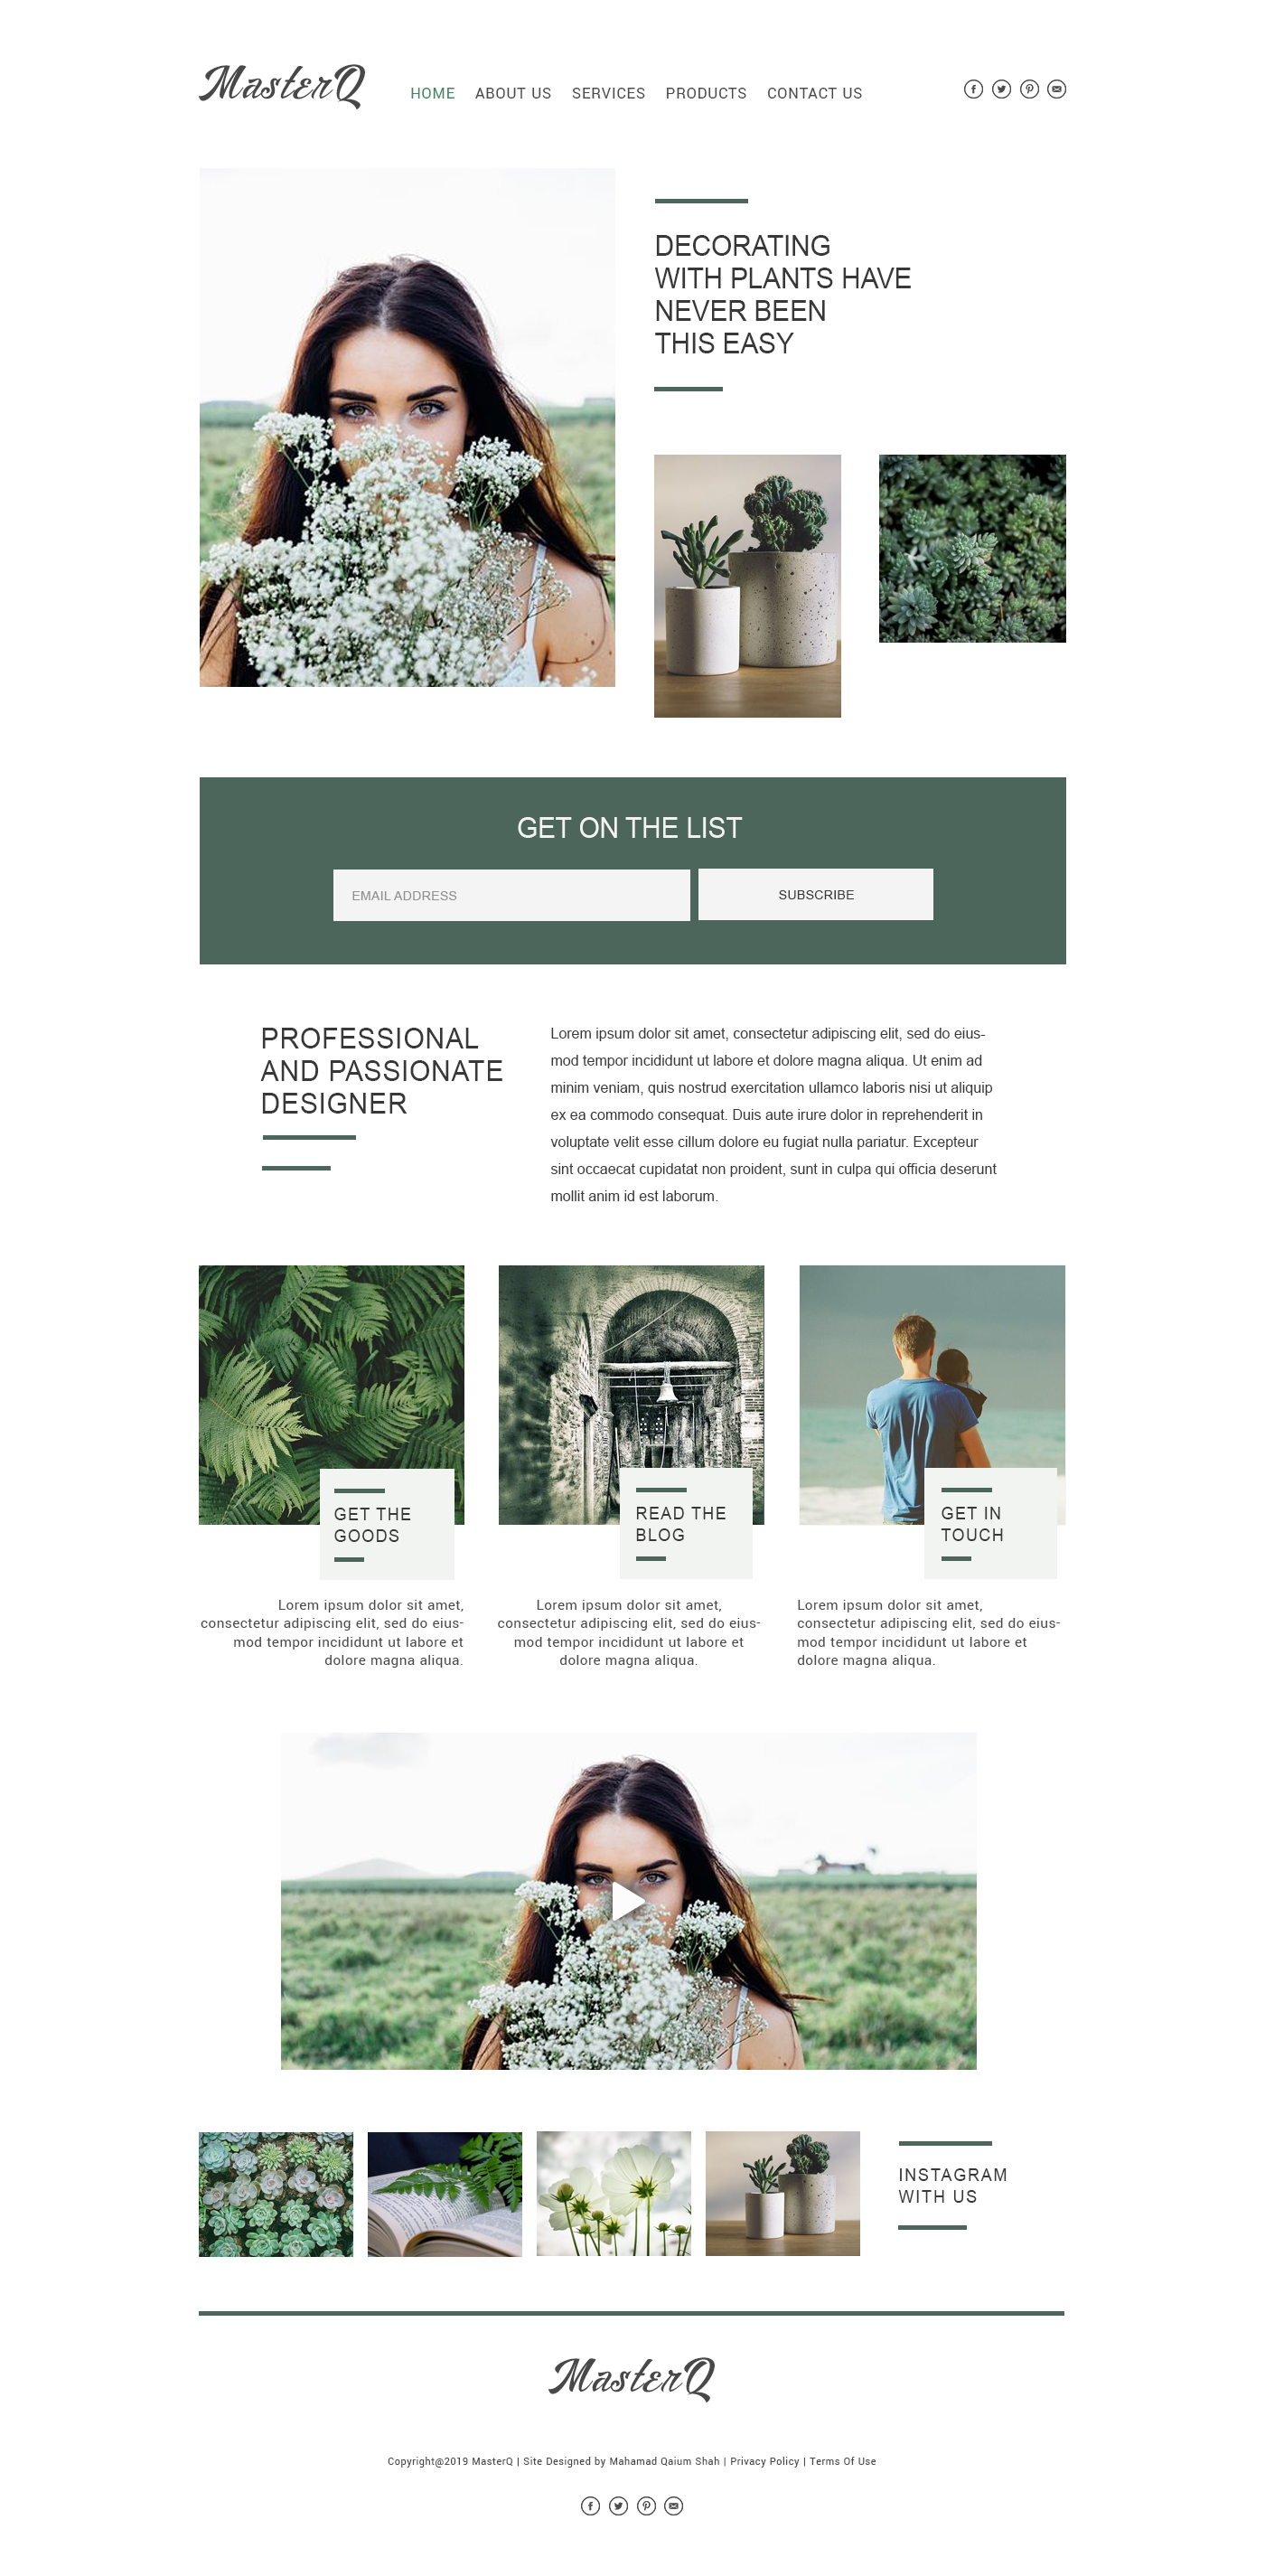 MasterQ
HOME ABOUT US SERVICES PRODUCTS CONTACT US
DECORATING
WITH PLANTS HAVE
NEVER BEEN
THIS EASY
GET ON THE LIST
EMAIL ADDRESS
SUBSCRIBE
PROFESSIONAL
AND PASSIONATE
DESIGNER
Lorem ipsum dolor sit amet, consectetur adipiscing elit, sed do eius-
mod tempor incididunt ut labore et dolore magna aliqua. Ut enim ad
minim veniam, quis nostrud exercitation ullamco laboris nisi ut aliquip
ex ea commodo consequat. Duis aute irure dolor in reprehenderit in
voluptate velit esse cillum dolore eu fugiat nulla pariatur. Excepteur
sint occaecat cupidatat non proident, sunt in culpa qui officia deserunt
mollit anim id est laborum.
GET THE
GOODS
Lorem ipsum dolor sit amet,
consectetur adipiscing elit, sed do eius-
mod tempor incididunt ut labore et
dolore magna aliqua.
READ THE
BLOG
Lorem ipsum dolor sit amet,
consectetur adipiscing elit, sed do eius-
mod tempor incididunt ut labore et
dolore magna aliqua.
GET IN
TOUCH
Lorem ipsum dolor sit amet,
consectetur adipiscing elit, sed do eius-
mod tempor incididunt ut labore et
dolore magna aliqua.
INSTAGRAM
WITH US
MasterQ
Copyright@2019 MasterQ | Site Designed by Mahamad Qaium Shah | Privacy Policy | Terms Of Use